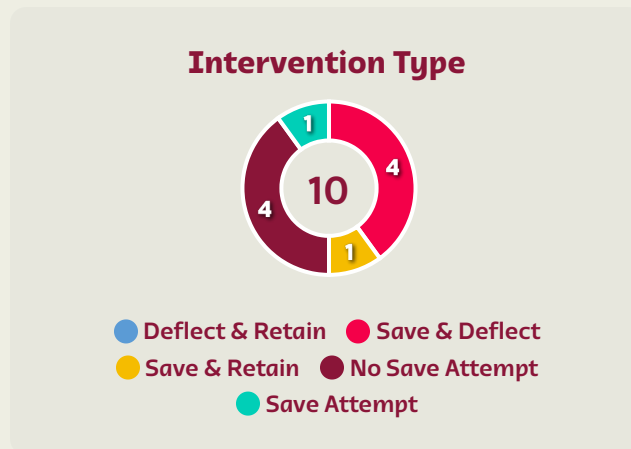 Intervention Type
1
4
10
4
1
Deflect & Retain Save & Deflect
Save & Retain No Save Attempt
Save Attempt